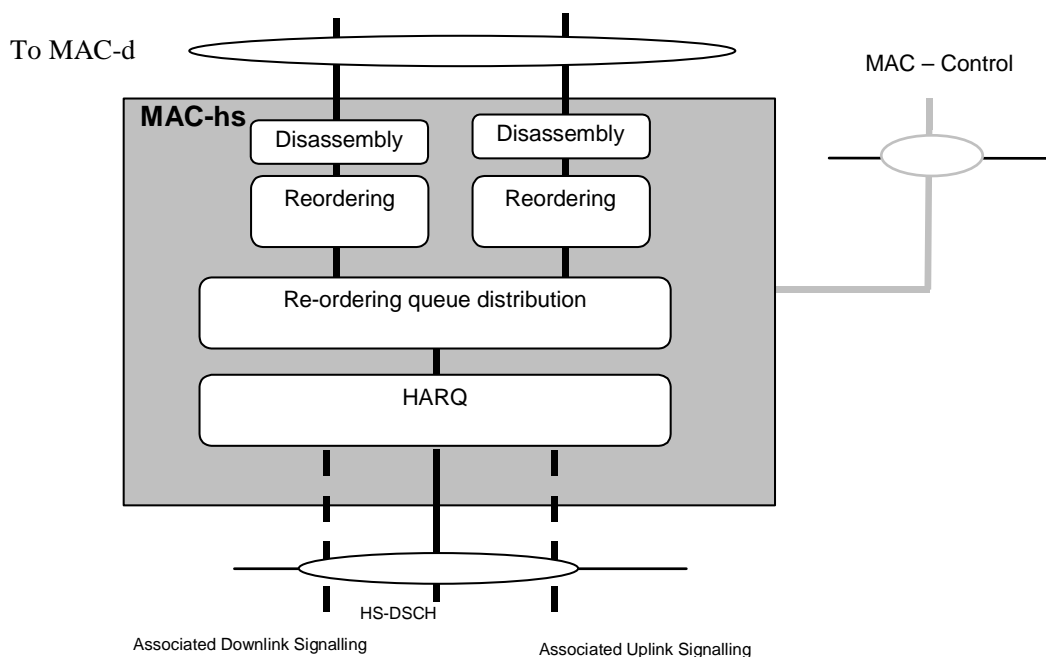 To MAC-d
MAC – Control
MAC-hs
Disassembly
Disassembly
Reordering
Reordering
Re-ordering queue distribution
HARQ
HS-DSCH
Associated Downlink Signalling
Associated Uplink Signalling